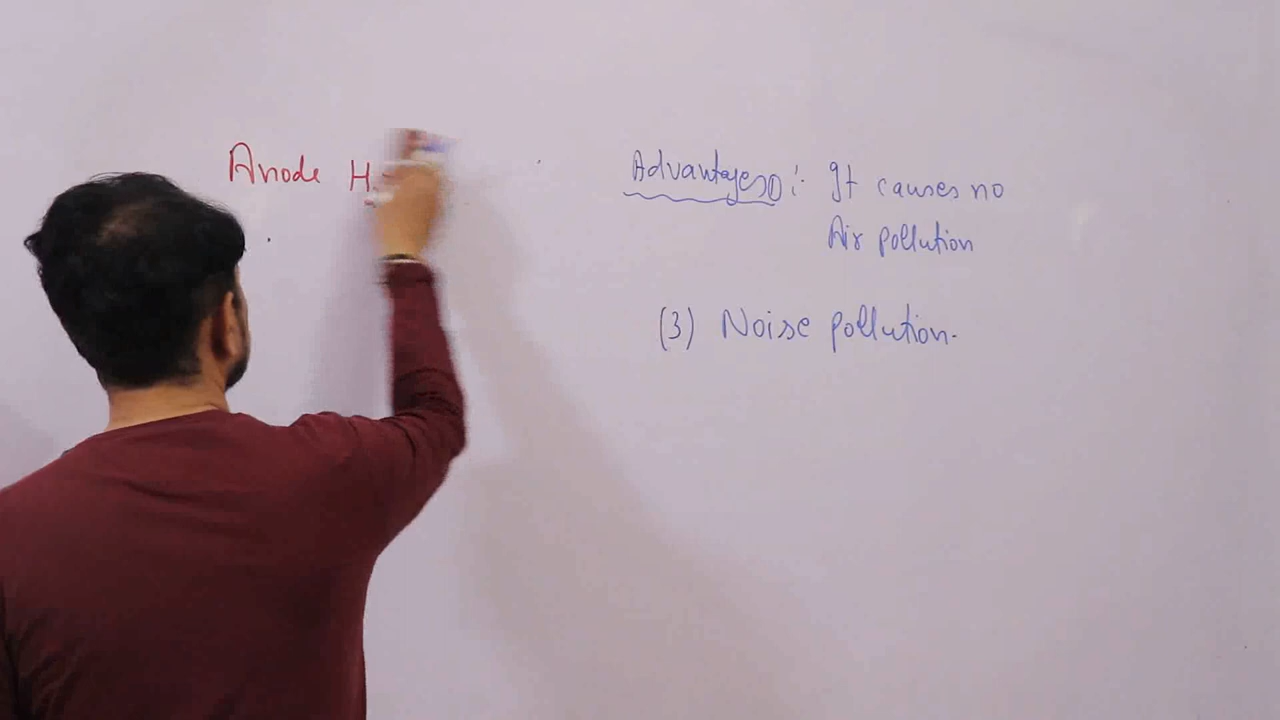 Anode H
Advantages :- It causes no
Air pollution
(3) Noise pollution.